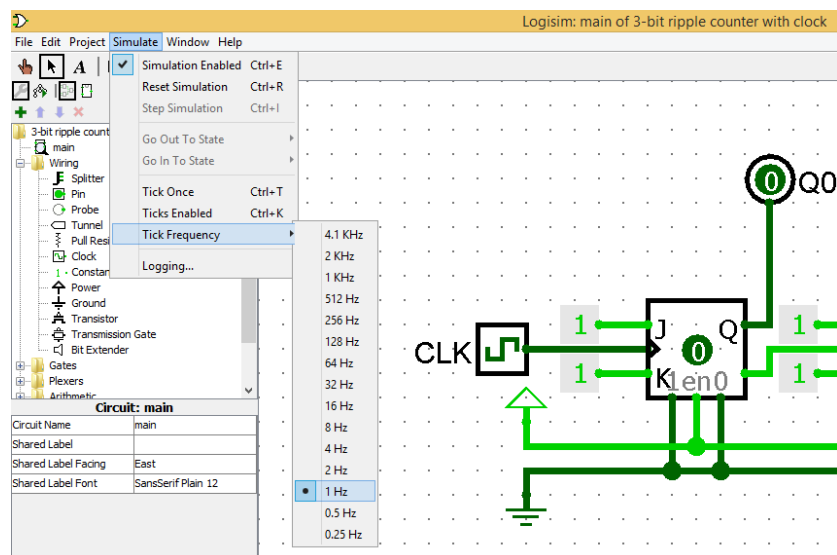 Logisim: main of 3-bit ripple counter with clock
File Edit Project Simulate Window Help
A
Simulation Enabled Ctrl+E
Reset Simulation Ctrl+R
Step Simulation Ctrl+I
Go Out To State
Go In To State
Tick Once Ctrl+T
Ticks Enabled Ctrl+K
Tick Frequency
Logging...
4.1 KHz
2 KHz
1 KHz
512 Hz
256 Hz
128 Hz
64 Hz
32 Hz
16 Hz
8 Hz
4 Hz
2 Hz
1 Hz
0.5 Hz
0.25 Hz
3-bit ripple count
main
Wiring
Splitter
Pin
Probe
Tunnel
Pull Resi
Clock
1 Constan
Power
Ground
Transistor
Transmission Gate
Bit Extender
Gates
Plexers
Arithmetic
Circuit: main
Circuit Name main
Shared Label
Shared Label Facing East
Shared Label Font SansSerif Plain 12
0 Q0
1 J Q 1
CLK 0
1 K 1en0 1